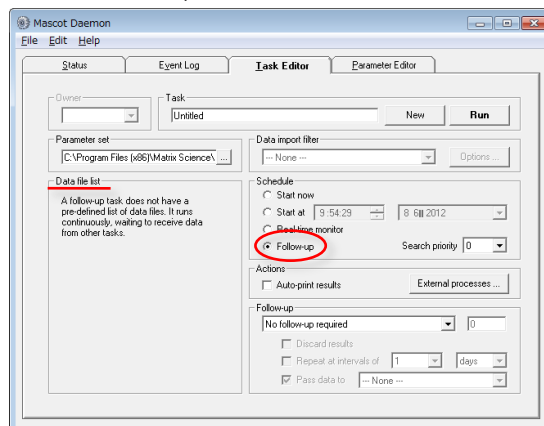 Mascot Daemon
File Edit Help
Status Event Log Task Editor Parameter Editor
Owner Task
Untitled New Run
Parameter set Data import filter
C:\Program Files (x86)\Matrix Science\ ... --- None --- Options ...
Data file list Schedule
A follow-up task does not have a
pre-defined list of data files. It runs
continuously, waiting to receive data
from other tasks.
Start now
Start at 9:54:29 2012
Real-time monitor
Follow-up Search priority 0
Actions
Auto-print results External processes ...
Follow-up
No follow-up required 0
Discard results
Repeat at intervals of 1 days
Pass data to --- None ---